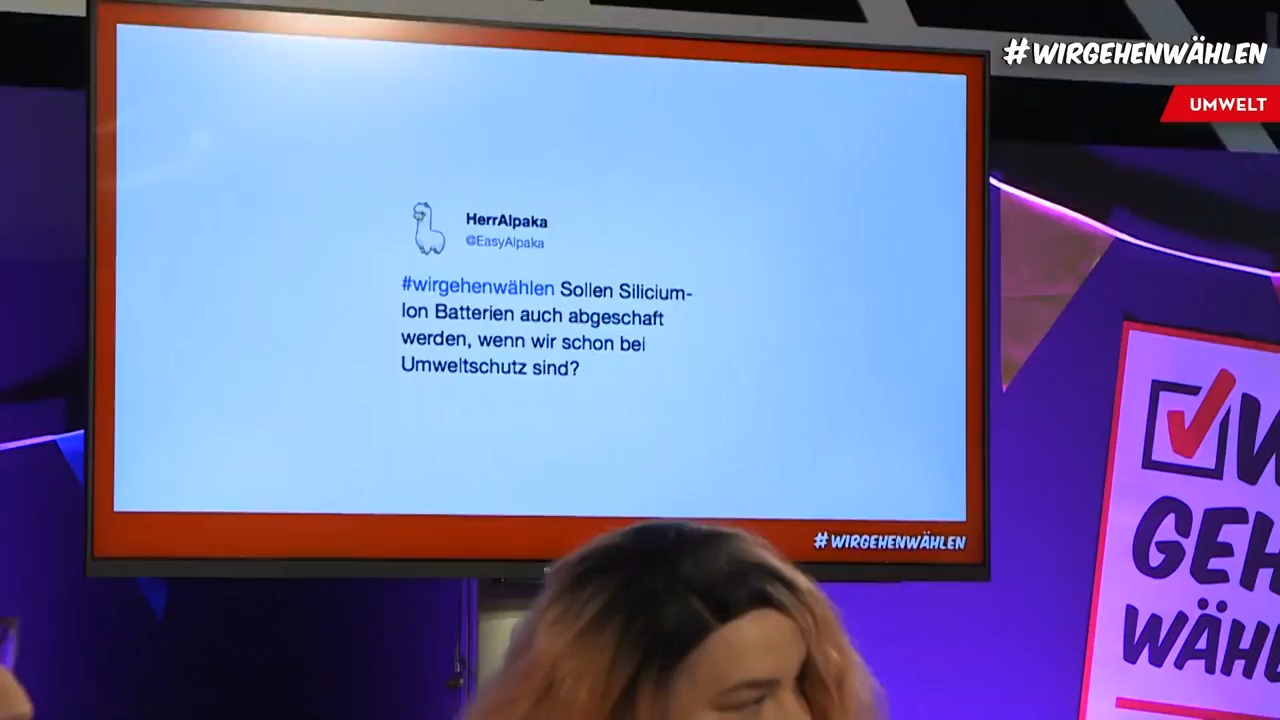 #WIRGEHENWÄHLEN
UMWELT
HerrAlpaka
@EasyAlpaka
#wirgehenwählen Sollen Silicium-
Ion Batterien auch abgeschaft
werden, wenn wir schon bei
Umweltschutz sind?
#WIRGEHENWÄHLEN
GEH
WÄHL